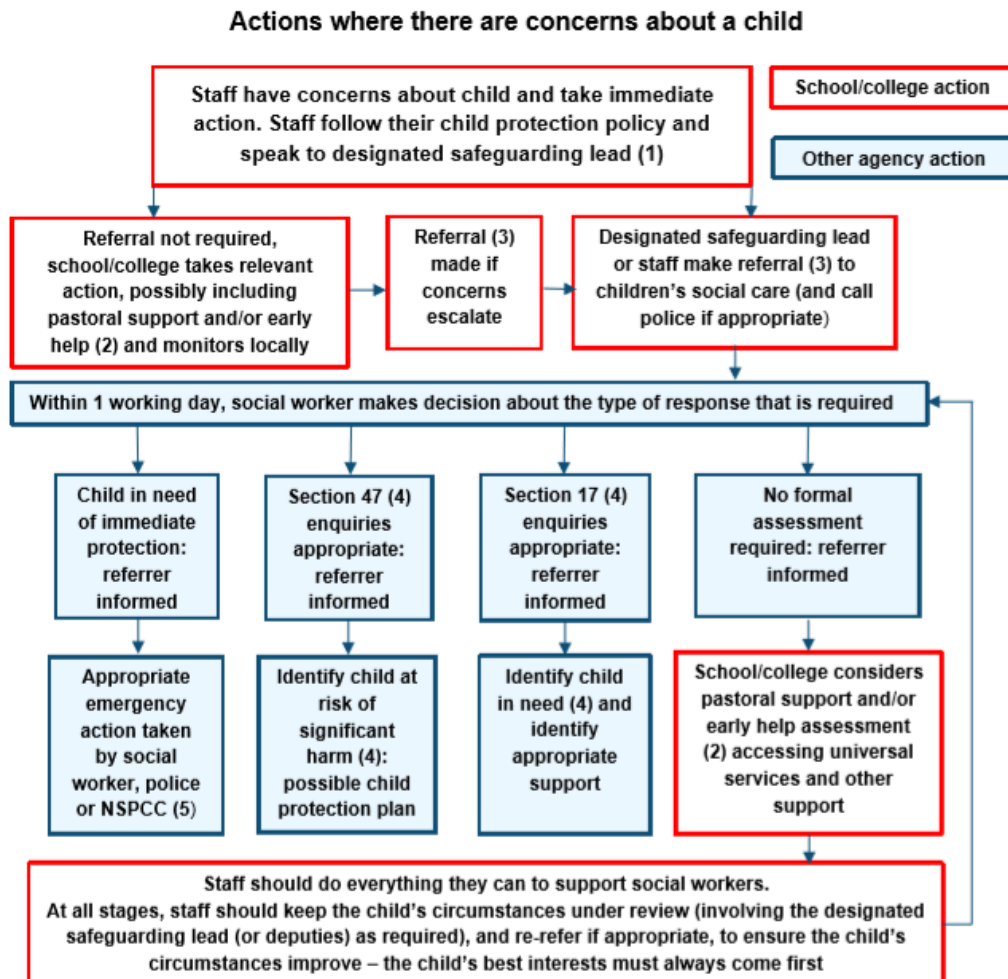 Actions where there are concerns about a child
Staff have concerns about child and take immediate
action. Staff follow their child protection policy and
speak to designated safeguarding lead (1)
School/college action
Other agency action
Referral not required,
school/college takes relevant
action, possibly including
pastoral support and/or early
help (2) and monitors locally
Referral (3)
made if
concerns
escalate
Designated safeguarding lead
or staff make referral (3) to
children's social care (and call
police if appropriate)
Within 1 working day, social worker makes decision about the type of response that is required
Child in need
of immediate
protection:
referrer
informed
Section 47 (4)
enquiries
appropriate:
referrer
informed
Section 17 (4)
enquiries
appropriate:
referrer
informed
No formal
assessment
required: referrer
informed
Appropriate
emergency
action taken
by social
worker, police
or NSPCC (5)
Identify child at
risk of
significant
harm (4):
possible child
protection plan
Identify child
in need (4) and
identify
appropriate
support
School/college considers
pastoral support and/or
early help assessment
(2) accessing universal
services and other
support
Staff should do everything they can to support social workers.
At all stages, staff should keep the child's circumstances under review (involving the designated
safeguarding lead (or deputies) as required), and re-refer if appropriate, to ensure the child's
circumstances improve – the child's best interests must always come first